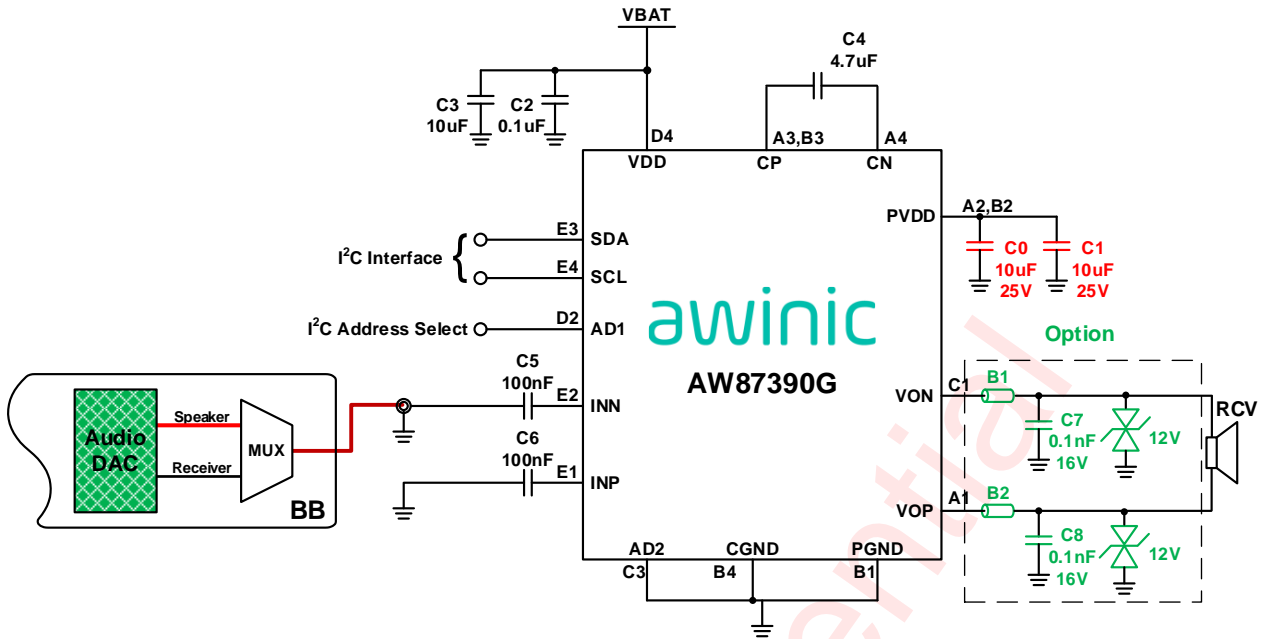 VBAT
C4
4.7uF
C3
10uF
C2
0.1uF
D4
A3,B3
A4
VDD
CP
CN
PVDD
A2,B2
C0
10uF
25V
C1
10uF
25V
I²C Interface
{
E3
SDA
E4
SCL
I²C Address Select
D2
AD1
awinic
AW87390G
Option
C5
100nF
E2
INN
C6
100nF
E1
INP
Audio
DAC
Speaker
Receiver
MUX
BB
VON
C1
B1
C7
0.1nF
16V
12V
RCV
VOP
A1
B2
C8
0.1nF
16V
12V
AD2
CGND
PGND
C3
B4
B1
ential